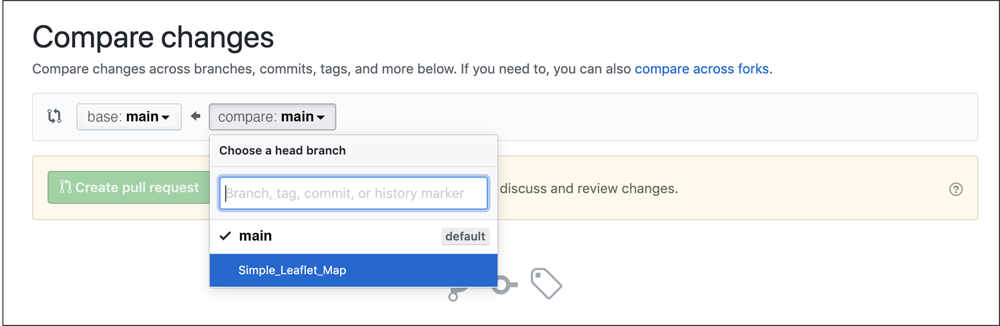 Compare changes
Compare changes across branches, commits, tags, and more below. If you need to, you can also compare across forks.
base: main
compare: main
Choose a head branch
Create pull request
Branch, tag, commit, or history marker
discuss and review changes.
main default
Simple_Leaflet_Map